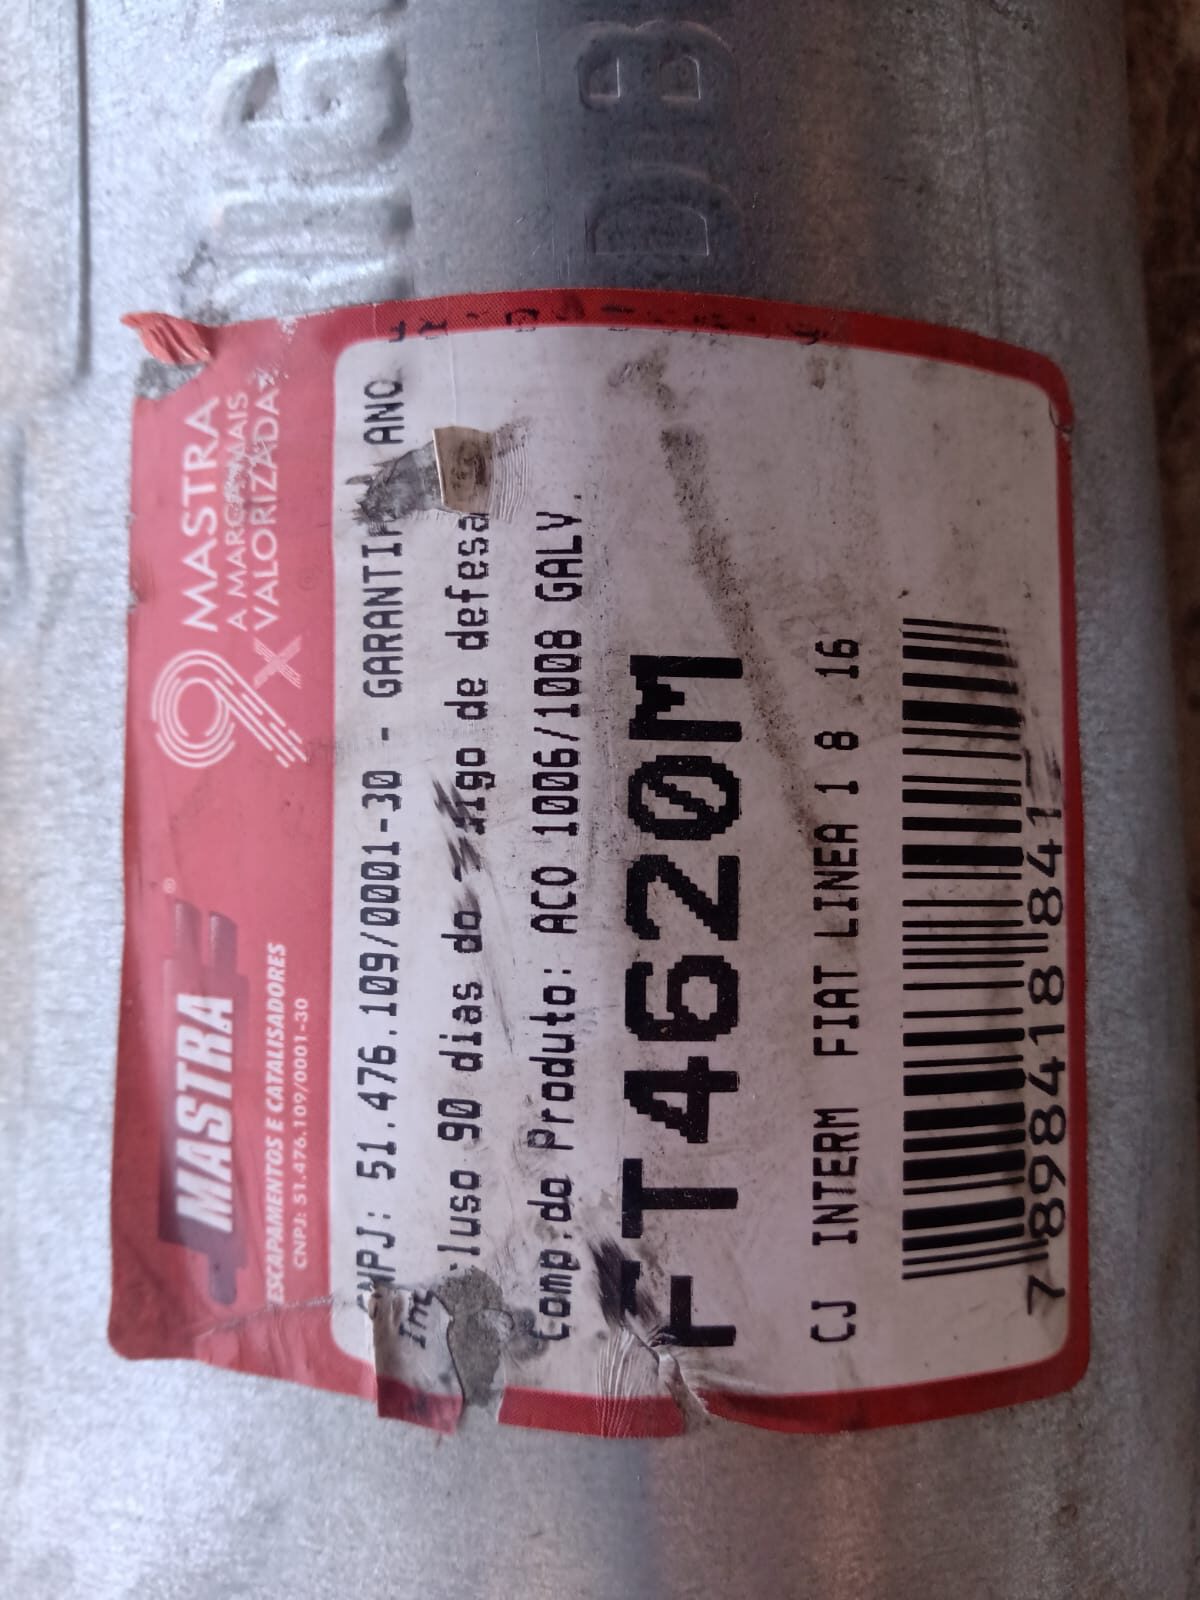 MASTRA
ESCAPAMENTOS E CATALISADORES
CNPJ: 51.476.109/0001-30
9X MASTRA
A MARCA MAIS
VALORIZADA
CNPJ: 51.476.109/0001-30 - GARANTIA ANO
90 dias do de defesa
Comp.do Produto: ACO 1006/1008 GALV.
FT4620M
CJ INTERM FIAT LINEA 1 8 16
7 898418 841
DB